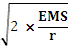 √(2 × EMS/r)